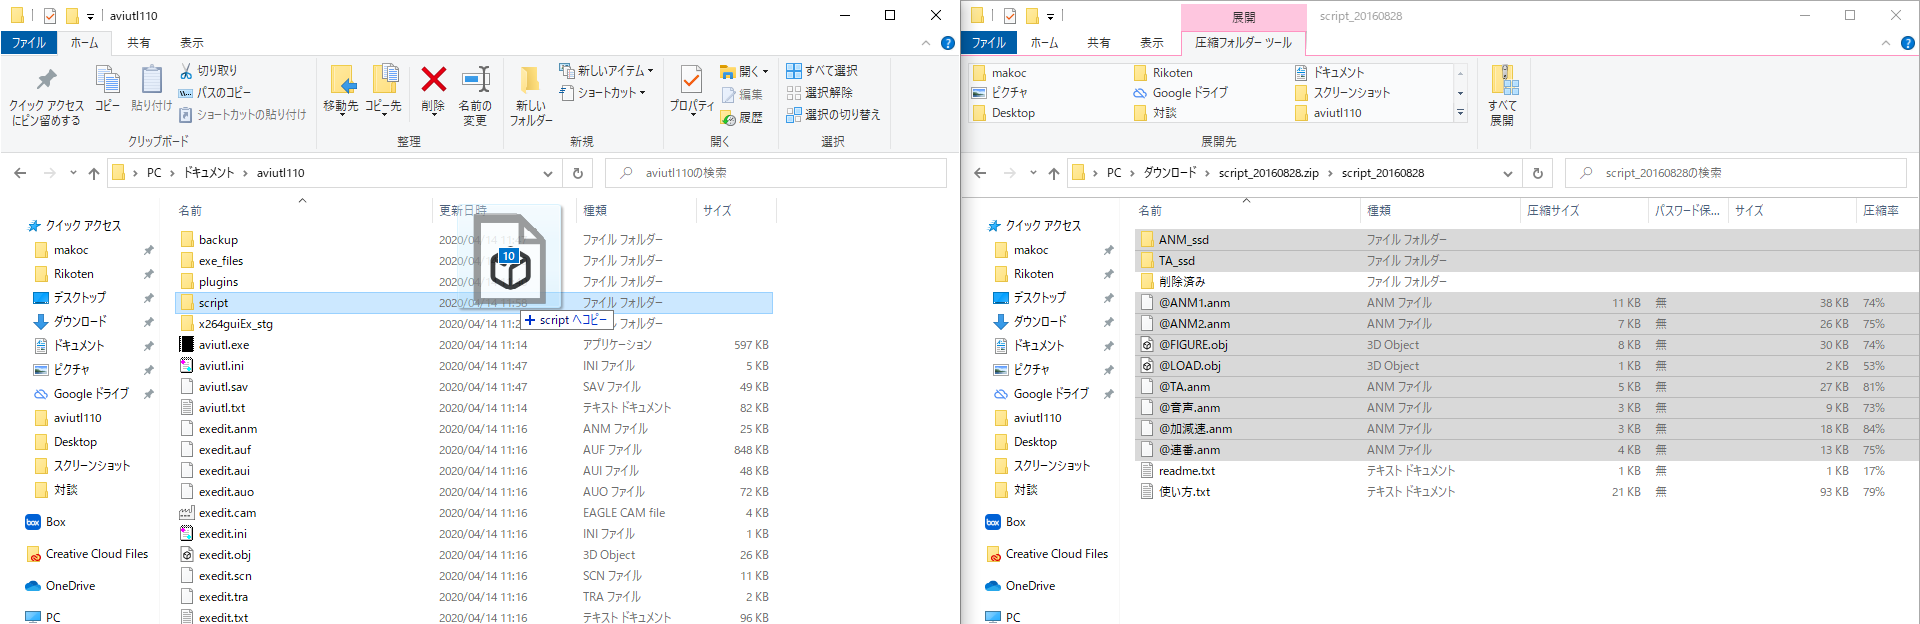 aviutl110
ファイル ホーム 共有 表示
クイック アクセス
にピン留めする
コピー
貼り付け
切り取り
パスのコピー
ショートカットの貼り付け
クリップボード
移動先
コピー先
削除
名前の
変更
整理
新しい
フォルダー
新しいアイテム
ショートカット
新規
プロパティ
開く
編集
履歴
開く
すべて選択
選択解除
選択の切り替え
選択
PC ドキュメント aviutl110
aviutl110の検索
クイック アクセス
makoc
Rikoten
デスクトップ
ダウンロード
ドキュメント
ピクチャ
Google ドライブ
aviutl110
Desktop
スクリーンショット
対談
Box
Creative Cloud Files
OneDrive
PC
名前 更新日時 種類 サイズ
backup 2020/04/14 ファイル フォルダー
exe_files 2020/04/14 ファイル フォルダー
plugins 2020/04/14 ファイル フォルダー
script 2020/04/14 11:58 ファイル フォルダー
x264guiEx_stg 2020/04/14 11:2 ルフォルダー
aviutl.exe 2020/04/14 11:14 アプリケーション 597 KB
aviutl.ini 2020/04/14 11:47 INI ファイル 5 KB
aviutl.sav 2020/04/14 11:47 SAV ファイル 49 KB
aviutl.txt 2020/04/14 11:14 テキスト ドキュメント 82 KB
exedit.anm 2020/04/14 11:16 ANM ファイル 25 KB
exedit.auf 2020/04/14 11:16 AUF ファイル 848 KB
exedit.aui 2020/04/14 11:16 AUI ファイル 48 KB
exedit.auo 2020/04/14 11:16 AUO ファイル 72 KB
exedit.cam 2020/04/14 11:16 EAGLE CAM file 4 KB
exedit.ini 2020/04/14 11:16 INI ファイル 1 KB
exedit.obj 2020/04/14 11:16 3D Object 26 KB
exedit.scn 2020/04/14 11:16 SCN ファイル 11 KB
exedit.tra 2020/04/14 11:16 TRA ファイル 2 KB
exedit.txt 2020/04/14 11:16 テキスト ドキュメント 96 KB
10
+ script へコピー
展開 script_20160828
ファイル ホーム 共有 表示 圧縮フォルダー ツール
makoc Rikoten ドキュメント
ピクチャ Google ドライブ スクリーンショット
Desktop 対談 aviutl110
展開先
すべて
展開
PC ダウンロード script_20160828.zip script_20160828
script_20160828の検索
クイック アクセス
makoc
Rikoten
デスクトップ
ダウンロード
ドキュメント
ピクチャ
Google ドライブ
aviutl110
Desktop
スクリーンショット
対談
Box
Creative Cloud Files
OneDrive
PC
名前 種類 圧縮サイズ パスワード保... サイズ 圧縮率
ANM_ssd ファイル フォルダー
TA_ssd ファイル フォルダー
削除済み ファイル フォルダー
@ANM1.anm ANM ファイル 11 KB 無 38 KB 74%
@ANM2.anm ANM ファイル 7 KB 無 26 KB 75%
@FIGURE.obj 3D Object 8 KB 無 30 KB 74%
@LOAD.obj 3D Object 1 KB 無 2 KB 53%
@TA.anm ANM ファイル 5 KB 無 27 KB 81%
@音声.anm ANM ファイル 3 KB 無 9 KB 73%
@加減速.anm ANM ファイル 3 KB 無 18 KB 84%
@連番.anm ANM ファイル 4 KB 無 13 KB 75%
readme.txt テキスト ドキュメント 1 KB 無 1 KB 17%
使い方.txt テキスト ドキュメント 21 KB 無 93 KB 79%